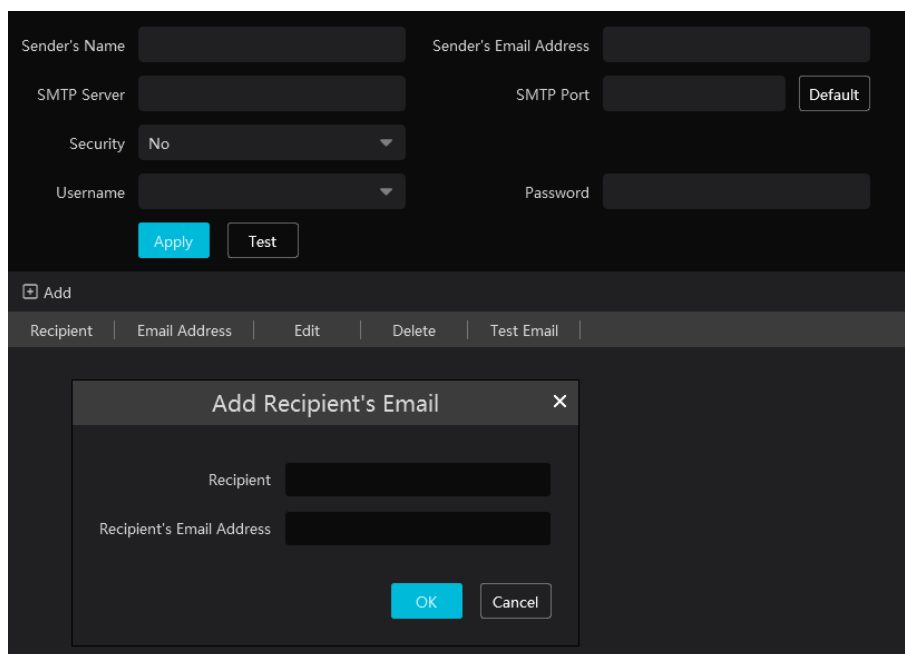 Sender's Name Sender's Email Address
SMTP Server SMTP Port Default
Security No
Username Password
Apply Test
Add
Recipient Email Address Edit Delete Test Email
Add Recipient's Email
Recipient
Recipient's Email Address
OK Cancel